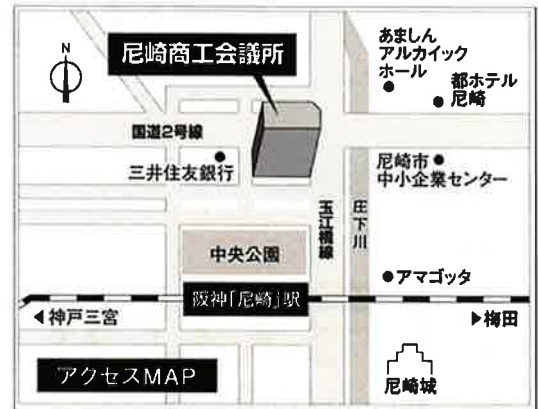 N
尼崎商工会議所
あましん
アルカイック
ホール
都ホテル
尼崎
国道2号線
三井住友銀行
尼崎市
中小企業センター
玉江橋線
庄下川
中央公園
アマゴッタ
阪神「尼崎」駅
◀神戸三宮
▶梅田
アクセスMAP
尼崎城